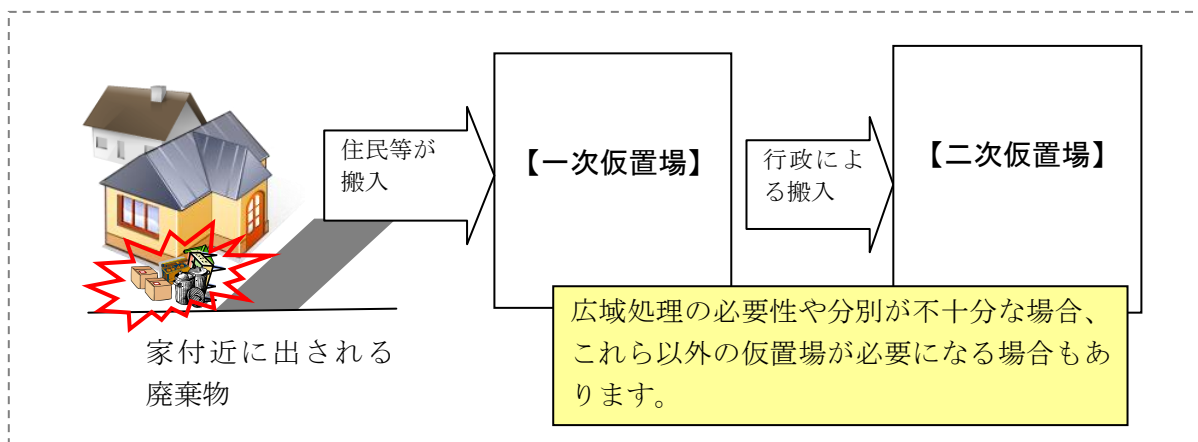 住民等が
搬入
【一次仮置場】
行政によ
る搬入
【二次仮置場】
広域処理の必要性や分別が不十分な場合、
これら以外の仮置場が必要になる場合もあ
ります。
家付近に出される
廃棄物